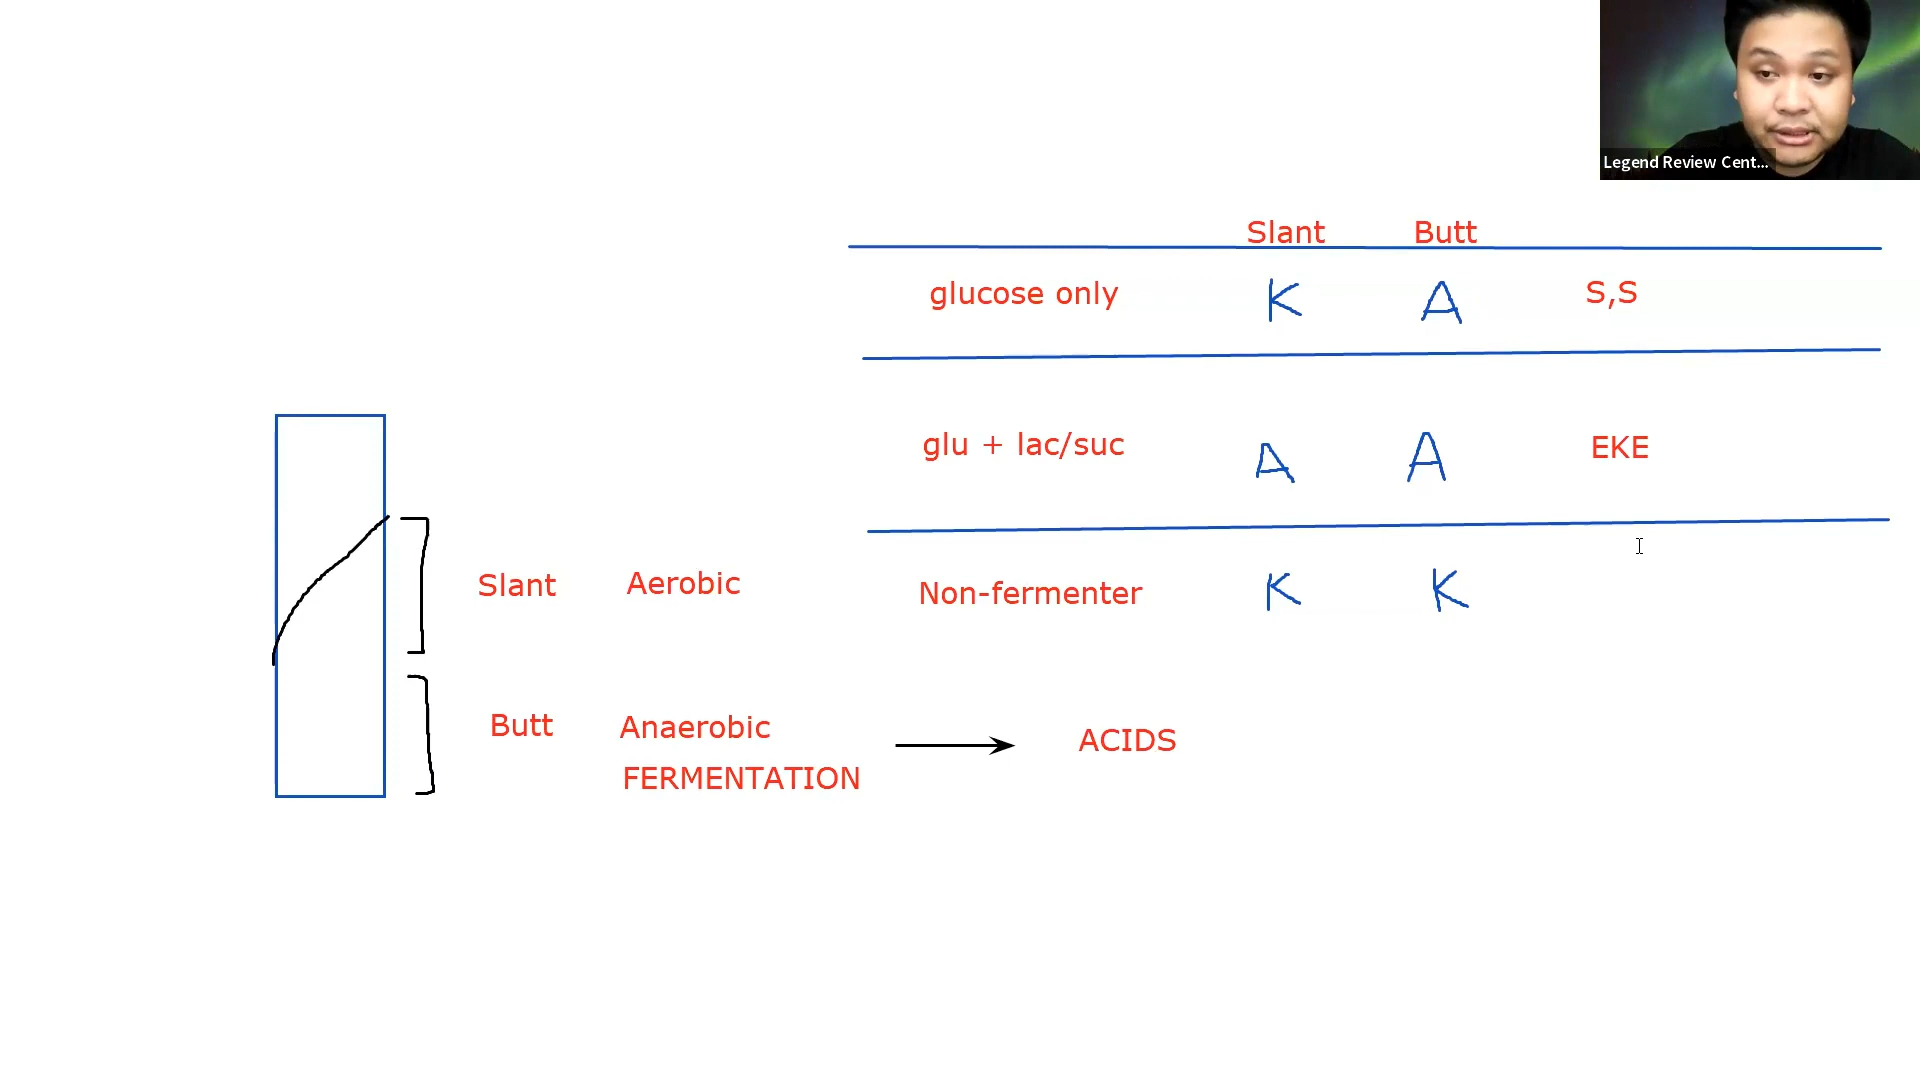 Legend Review Cent...
Slant Butt
glucose only K A S,S
glu + lac/suc A A EKE
Slant Aerobic
Non-fermenter K K
Butt Anaerobic
FERMENTATION
ACIDS